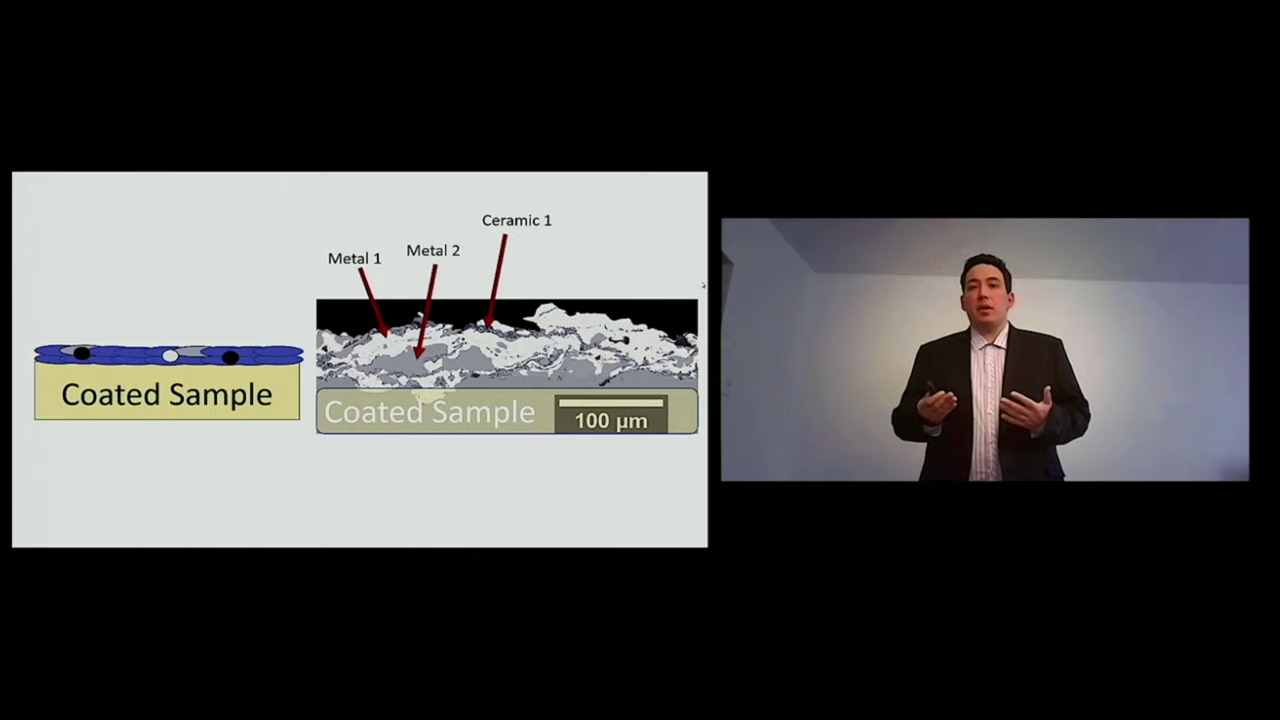 Ceramic 1
Metal 2
Metal 1
Coated Sample
Coated Sample
100 µm